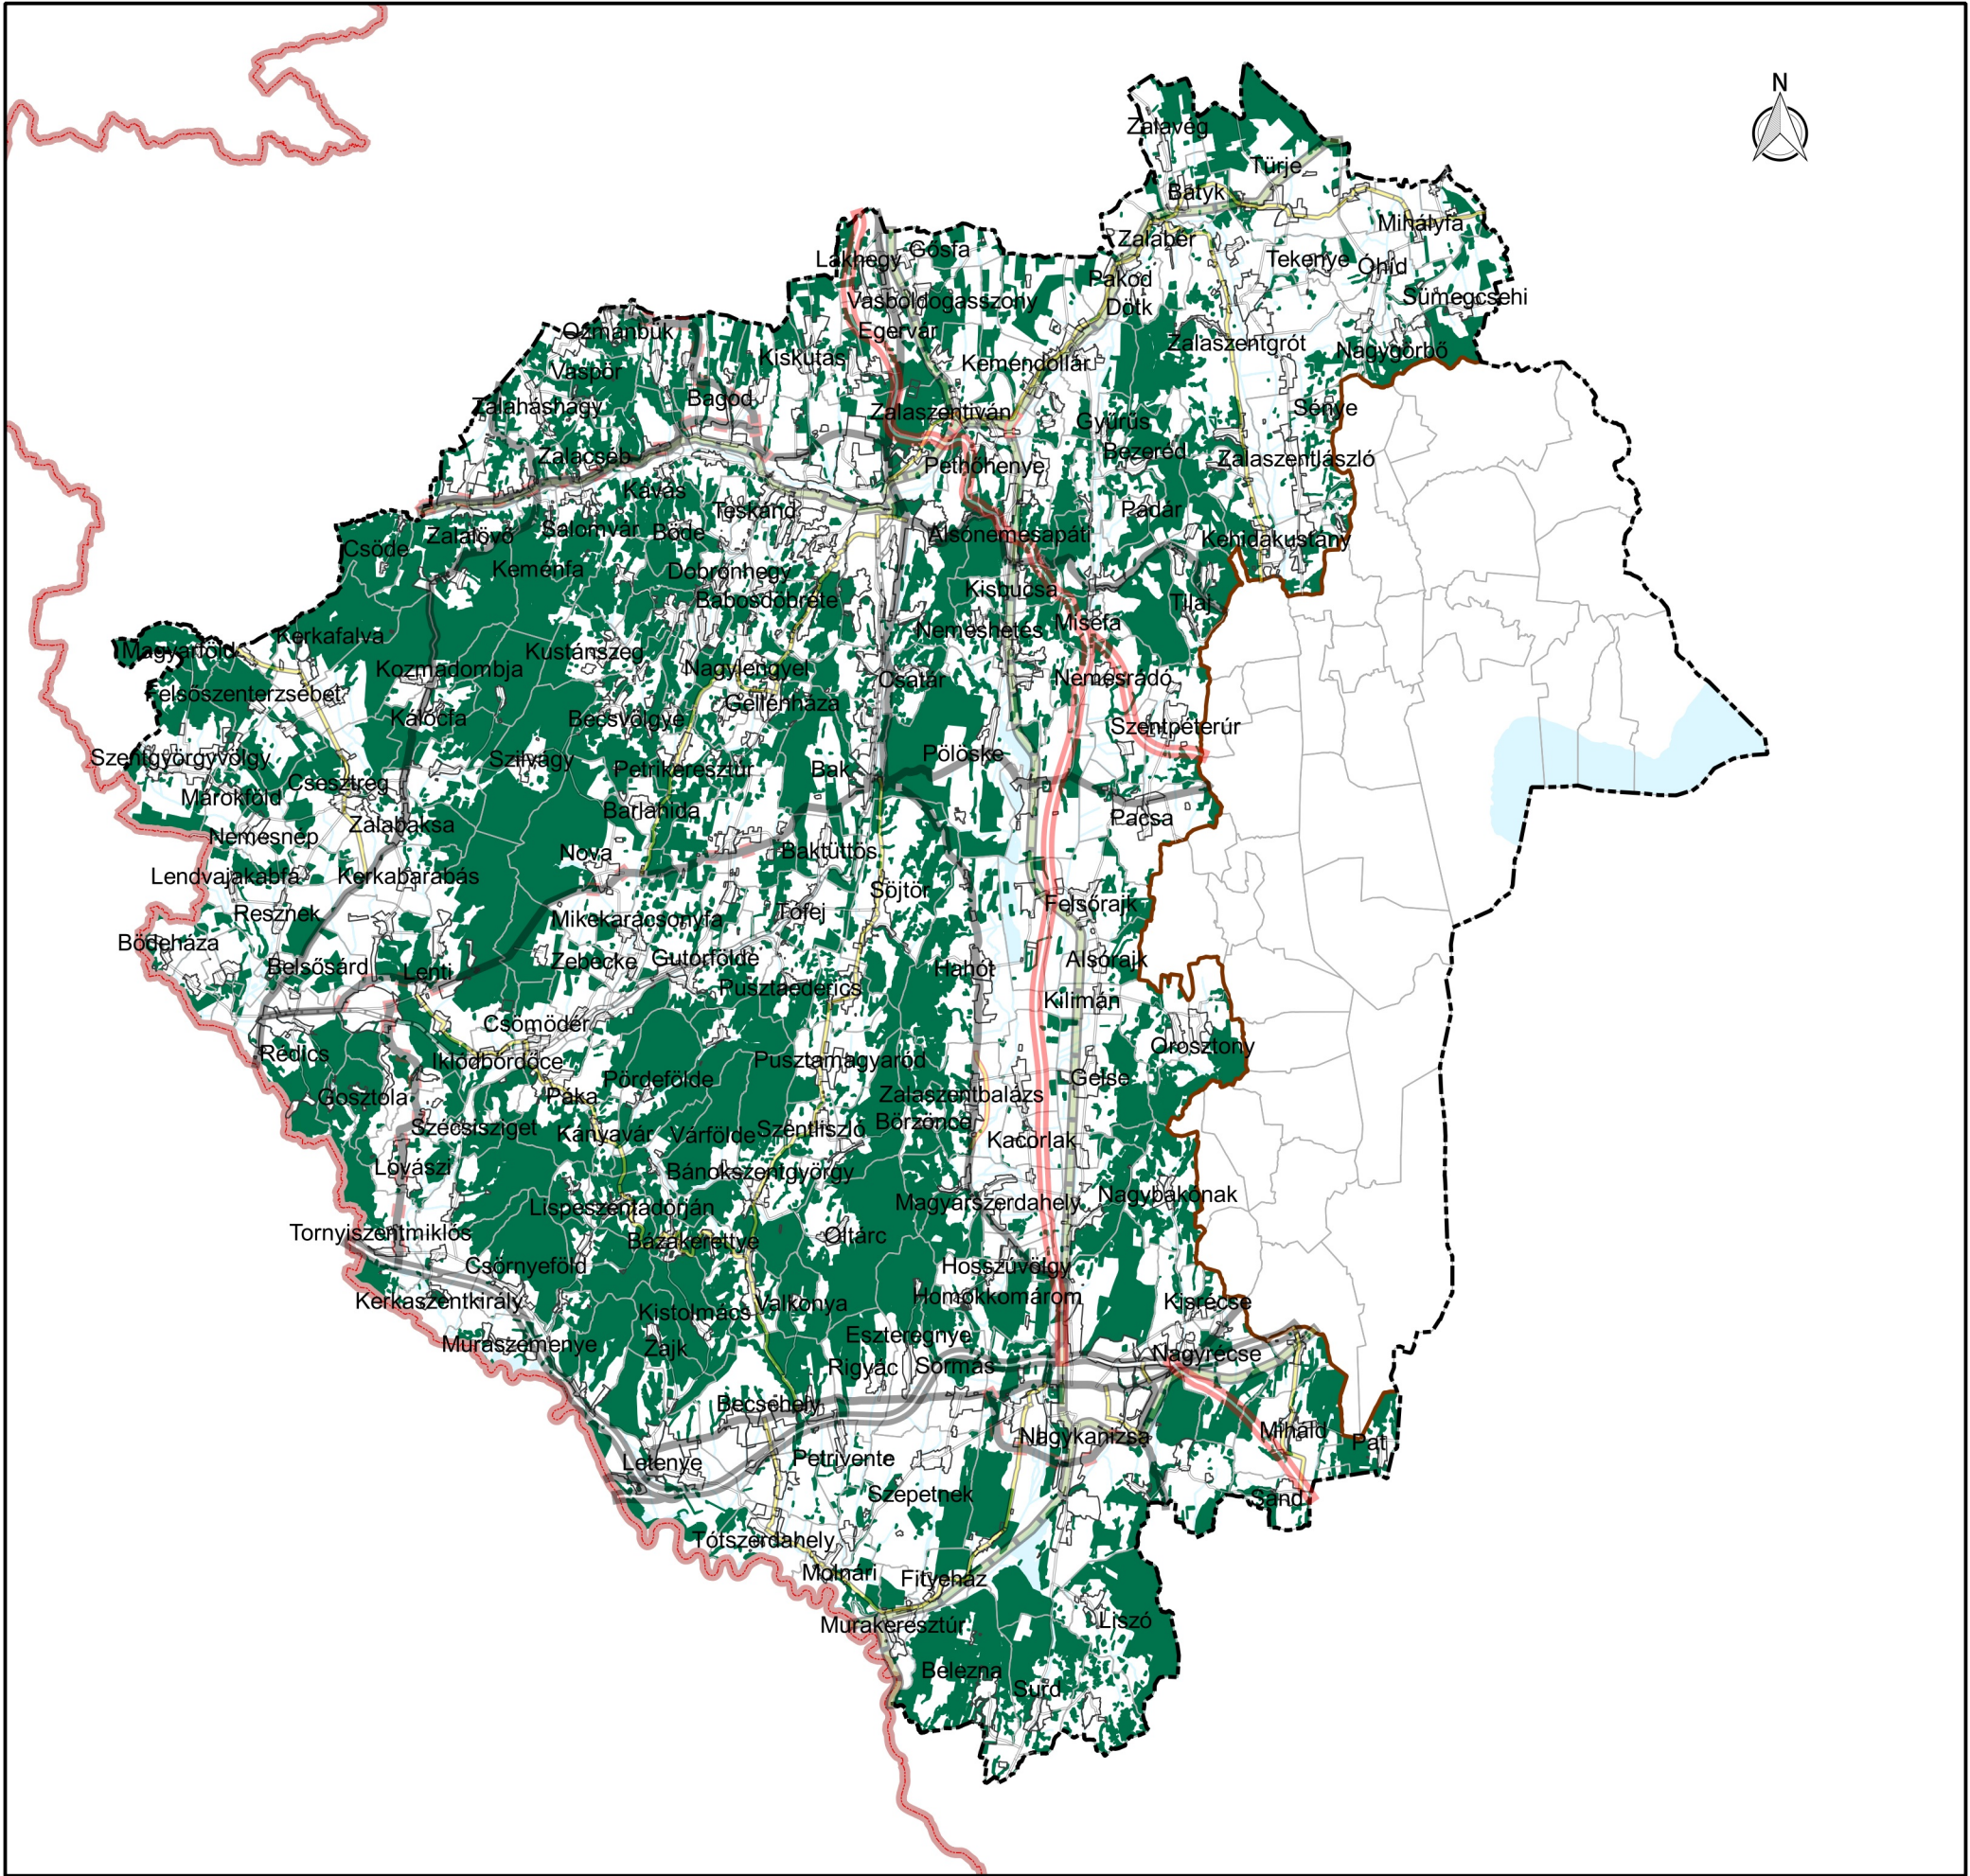 N
Zalavég
Türje
Batyk
Mihályfa
Zalabér
Gősfa
Lakhegy
Tekenye
Óhíd
Pakod
Sümegcsehi
Vasboldogasszony
Dötk
Ozmánbük
Egervár
Zalaszentgrót
Nagygörbő
Kiskutas
Kemendollár
Vaspör
Bagod
Zalaháshágy
Sénye
Zalaszentiván
Gyűrűs
Bezeréd
Zalacséb
Zalaszentlászló
Pethőhenye
Kávás
Teskánd
Padár
Salomvár
Böde
Zalalövő
Alsónemesapáti
Kehidakustány
Csöde
Keménfa
Dobronhegy
Kisbucsa
Babosdöbréte
Tilaj
Misefa
Nemeshetés
Kerkafalva
Magyarföld
Kustánszeg
Kozmadombja
Nagylengyel
Nemesrádó
Csatár
Felsőszenterzsébet
Gellénháza
Kálócfa
Becsvölgye
Szentpéterúr
Pölöske
Szentgyörgyvölgy
Szilvágy
Petrikeresztúr
Bak
Csesztreg
Márokföld
Barlahida
Pacsa
Zalabaksa
Nemesnép
Nova
Baktüttös
Lendvajakabfa
Kerkabarabás
Söjtör
Felsőrajk
Resznek
Tófej
Mikekarácsonyfa
Bödeháza
Zebecke
Gutorfölde
Alsórajk
Belsősárd
Lenti
Hahót
Pusztaederics
Kilimán
Csömödér
Orosztony
Rédics
Iklódbördőce
Pusztamagyaród
Pördefölde
Gelse
Gosztola
Páka
Zalaszentbalázs
Börzönce
Szécsisziget
Kányavár
Várfölde
Szentliszló
Kacorlak
Lovászi
Bánokszentgyörgy
Nagybakónak
Magyarszerdahely
Lispeszentadorján
Tornyiszentmiklós
Oltárc
Bázakerettye
Csörnyeföld
Hosszúvölgy
Homokkomárom
Kerkaszentkirály
Valkonya
Kisrécse
Kistolmács
Eszteregnye
Muraszemenye
Zajk
Nagyrécse
Rigyác
Sormás
Becsehely
Miháld
Nagykanizsa
Pat
Petrivente
Letenye
Szepetnek
Sand
Tótszerdahely
Molnári
Fityeház
Liszó
Murakeresztúr
Belezna
Surd